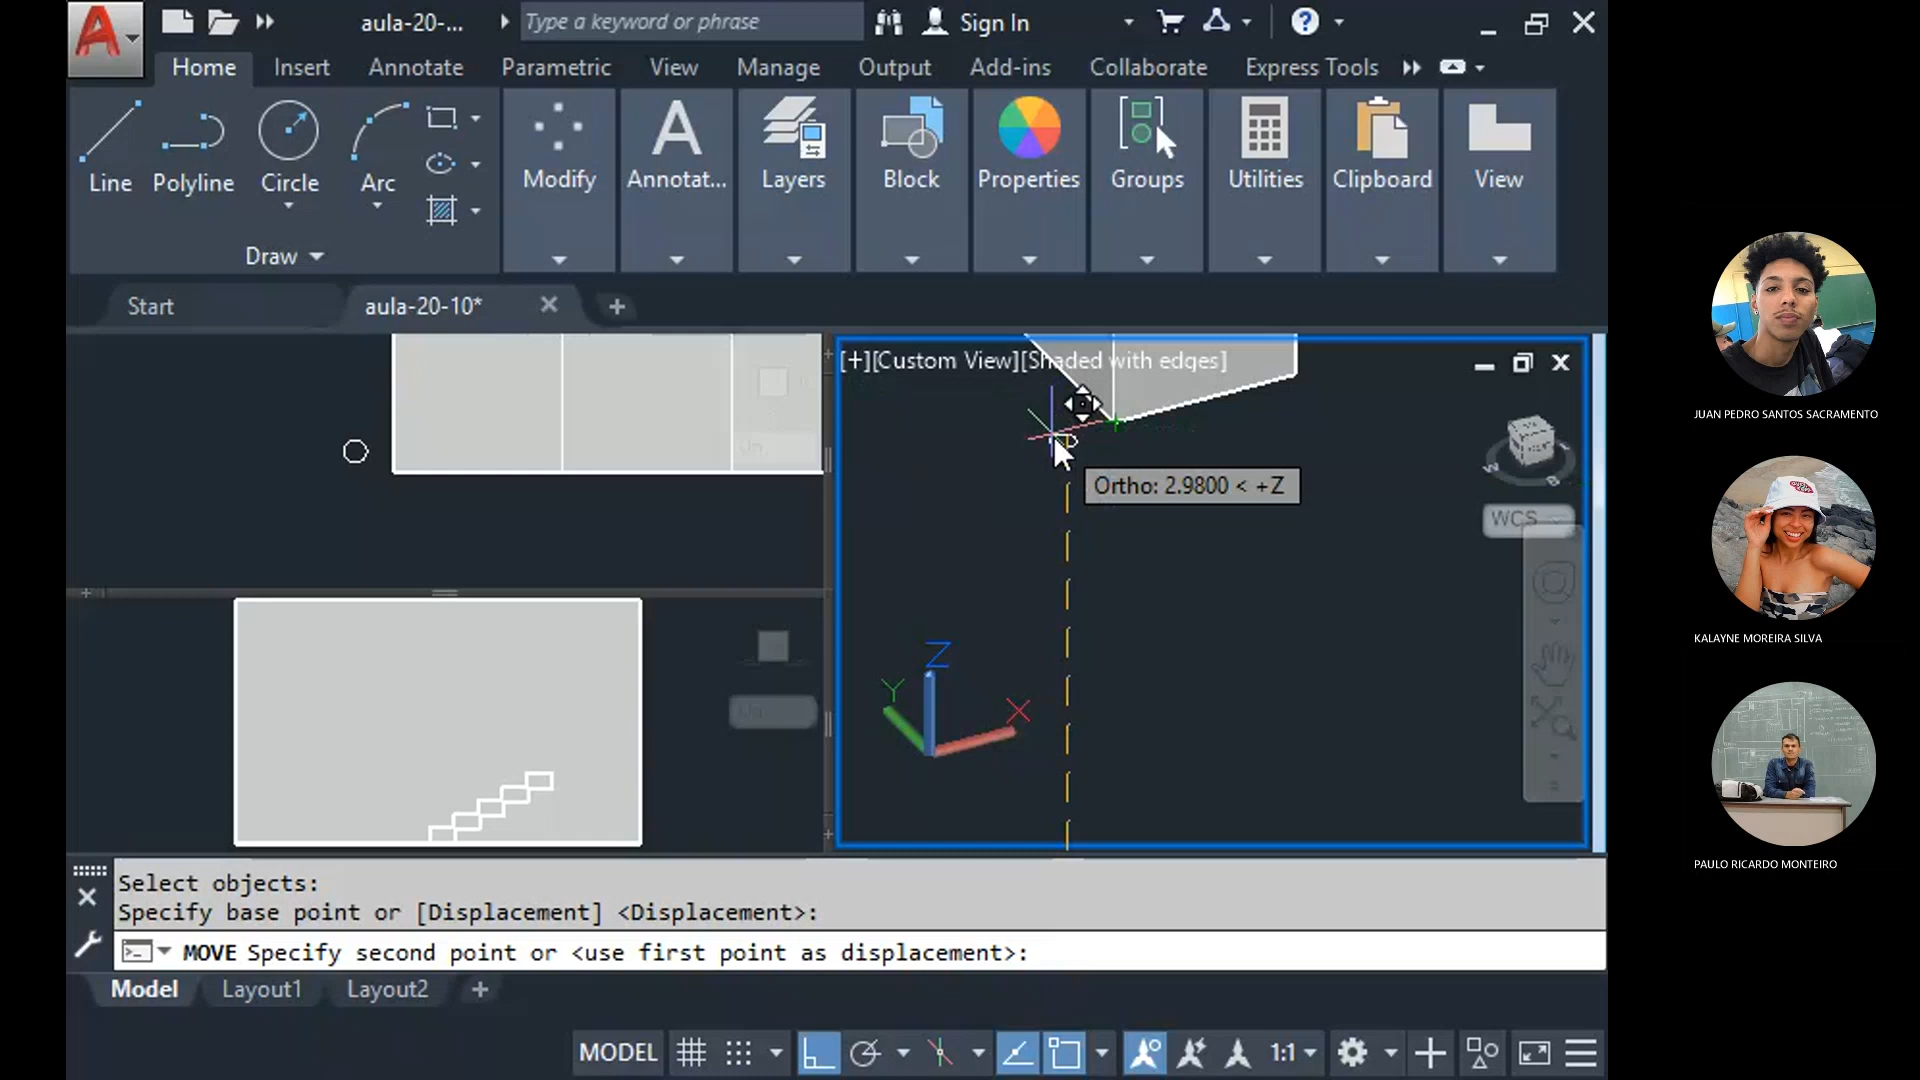 aula-20-...
Type a keyword or phrase
Sign In
Home Insert Annotate Parametric View Manage Output Add-ins Collaborate Express Tools
Line Polyline Circle Arc
Draw
Modify
Annotat...
Layers
Block
Properties
Groups
Utilities
Clipboard
View
Start
aula-20-10*
[+][Custom View][Shaded with edges]
Ortho: 2.9800 < +Z
WCS
Z
Y
X
Select objects:
Specify base point or [Displacement] <Displacement>:
MOVE Specify second point or <use first point as displacement>:
Model Layout1 Layout2
MODEL
1:1
JUAN PEDRO SANTOS SACRAMENTO
KALAYNE MOREIRA SILVA
PAULO RICARDO MONTEIRO